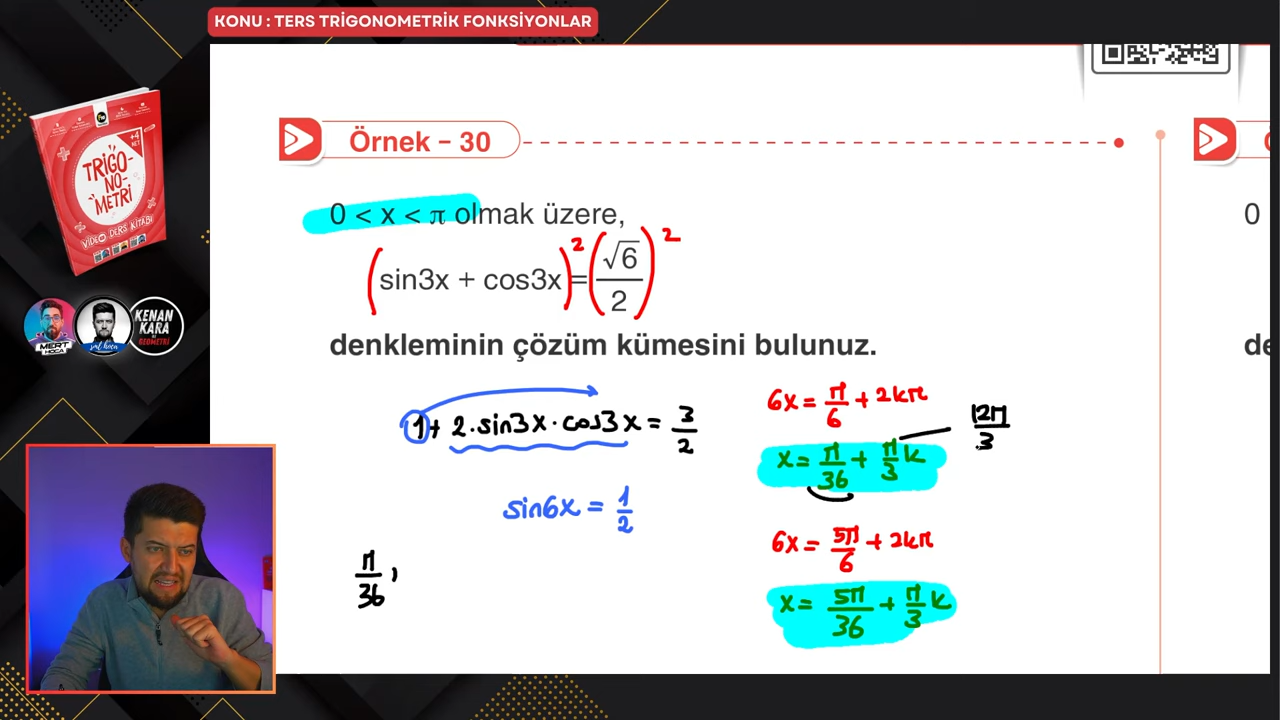 KONU : TERS TRİGONOMETRİK FONKSİYONLAR
+4 NET
TRİGO-
NO-
METRİ
VİDEO DERS KİTABI
MERT HOCA
KENAN
KARA
GEOMETRİ
Örnek – 30
0 < x < π olmak üzere,
(sin3x + cos3x)² = (√6/2)²
denkleminin çözüm kümesini bulunuz.
1 + 2·sin3x·cos3x = 3/2
sin6x = 1/2
π/36,
6x = π/6 + 2kπ
x = π/36 + π/3 k
12π/3
6x = 5π/6 + 2kπ
x = 5π/36 + π/3 k
0
de